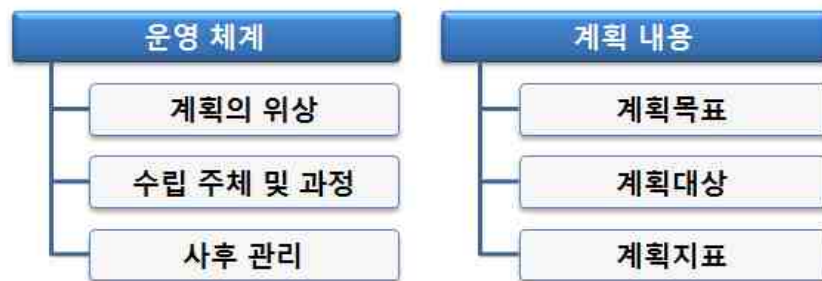 운영 체계
계획의 위상
수립 주체 및 과정
사후 관리
계획 내용
계획목표
계획대상
계획지표